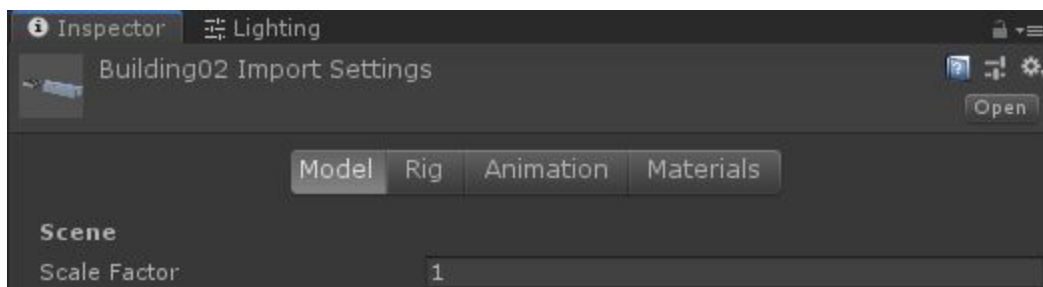 Inspector Lighting
Building02 Import Settings
Open
Model Rig Animation Materials
Scene
Scale Factor 1